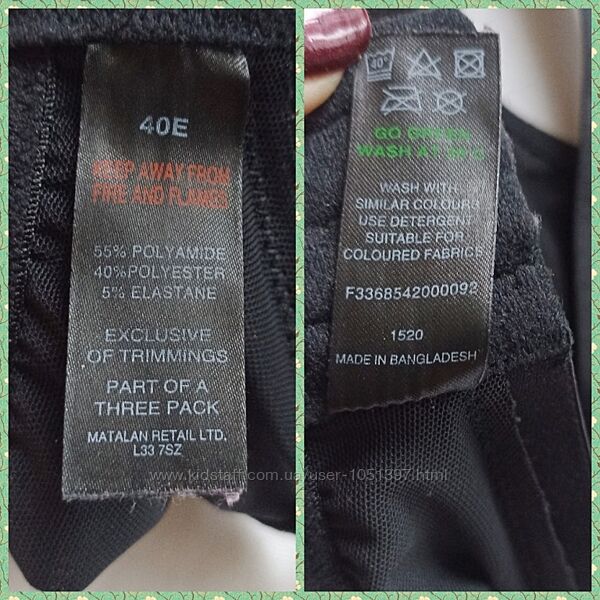 40E
KEEP AWAY FROM
FIRE AND FLAMES
55% POLYAMIDE
40%POLYESTER
5% ELASTANE
EXCLUSIVE
OF TRIMMINGS
PART OF A
THREE PACK
MATALAN RETAIL LTD.
L33 7SZ
40°
GO GREEN
WASH AT
WASH WITH
SIMILAR COLOURS
USE DETERGENT
SUITABLE FOR
COLOURED FABRICS
F3368542000092
1520
MADE IN BANGLADESH
www.kidstaff.com.ua/user-1051397.html